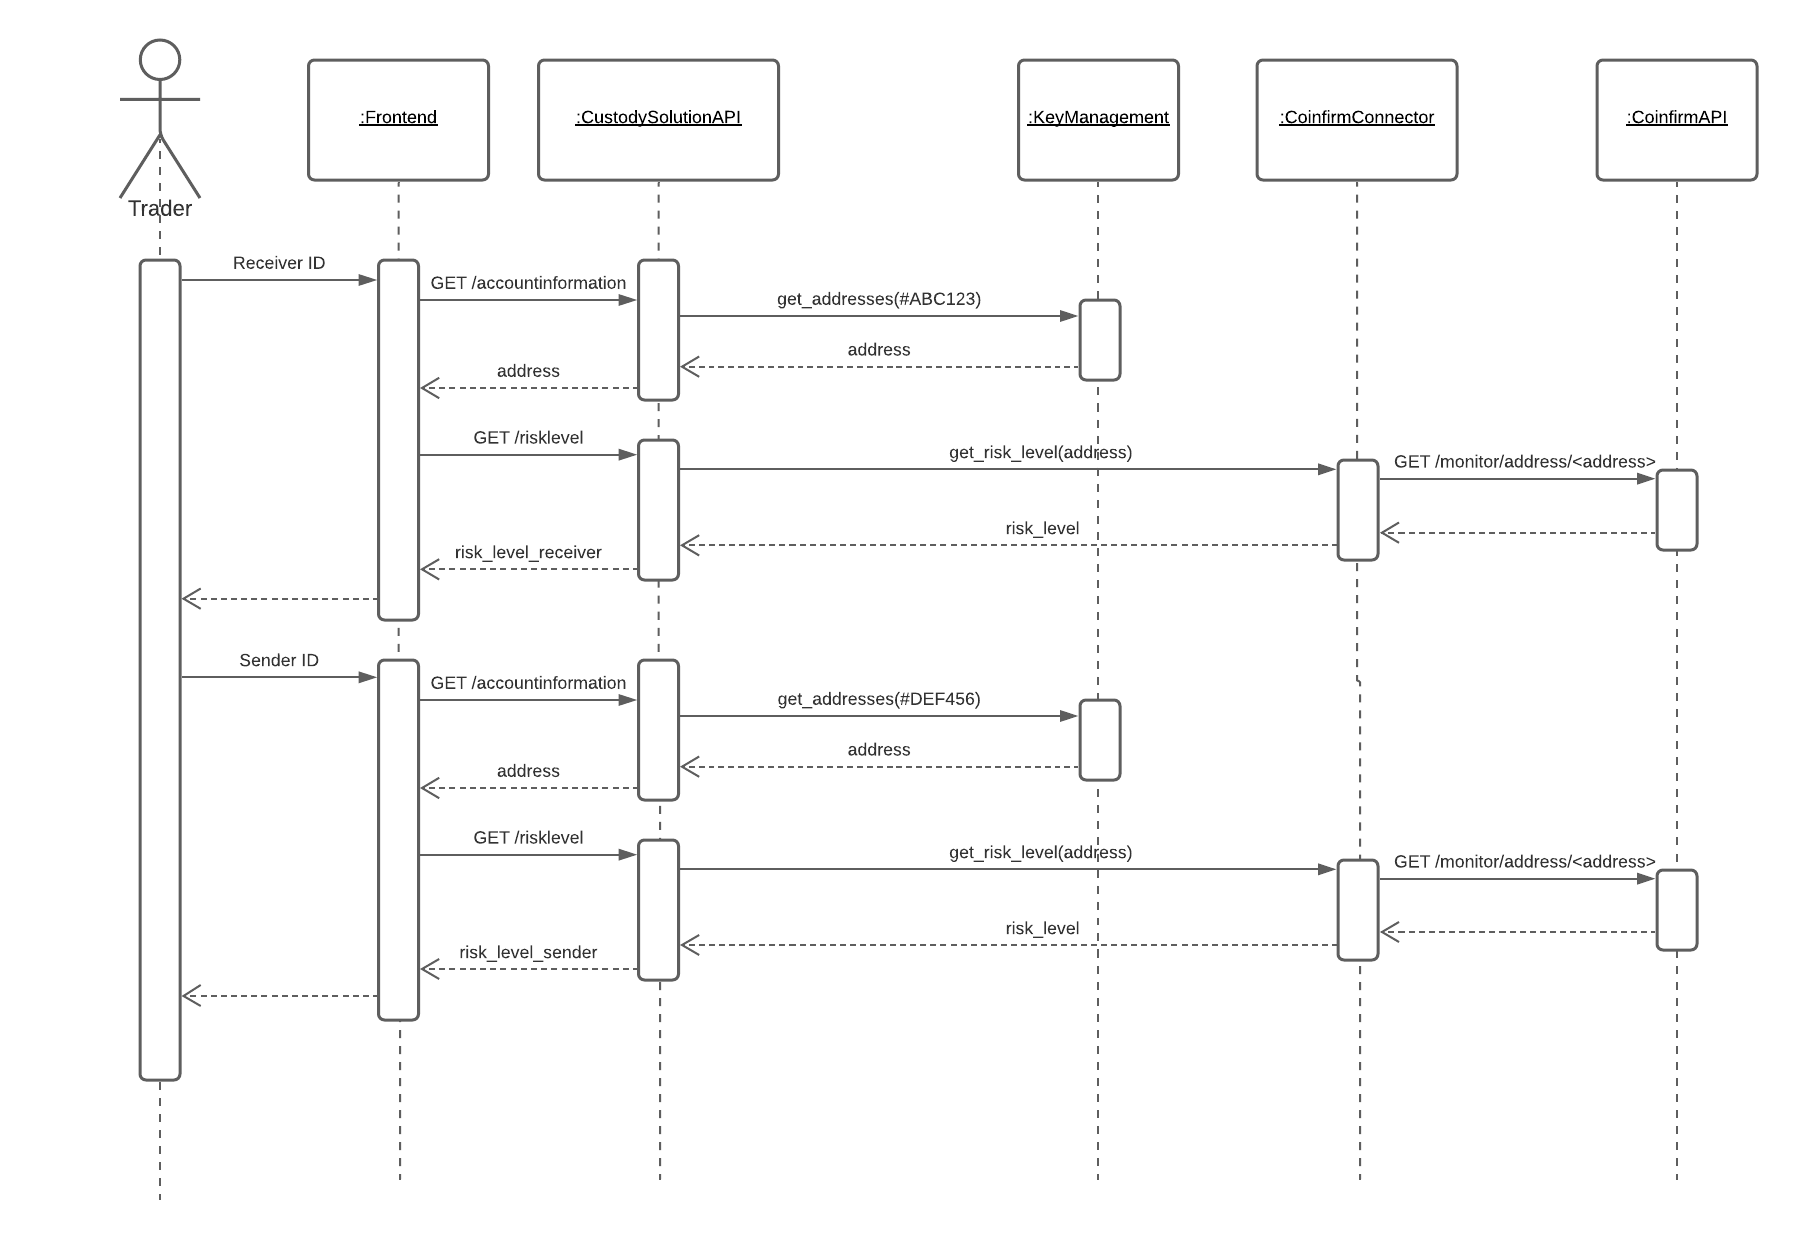 :Frontend
:CustodySolutionAPI
:KeyManagement
:CoinfirmConnector
:CoinfirmAPI
Trader
Receiver ID
GET /accountinformation
get_addresses(#ABC123)
address
address
GET /risklevel
get_risk_level(address)
GET /monitor/address/<address>
risk_level
risk_level_receiver
Sender ID
GET /accountinformation
get_addresses(#DEF456)
address
address
GET /risklevel
get_risk_level(address)
GET /monitor/address/<address>
risk_level
risk_level_sender